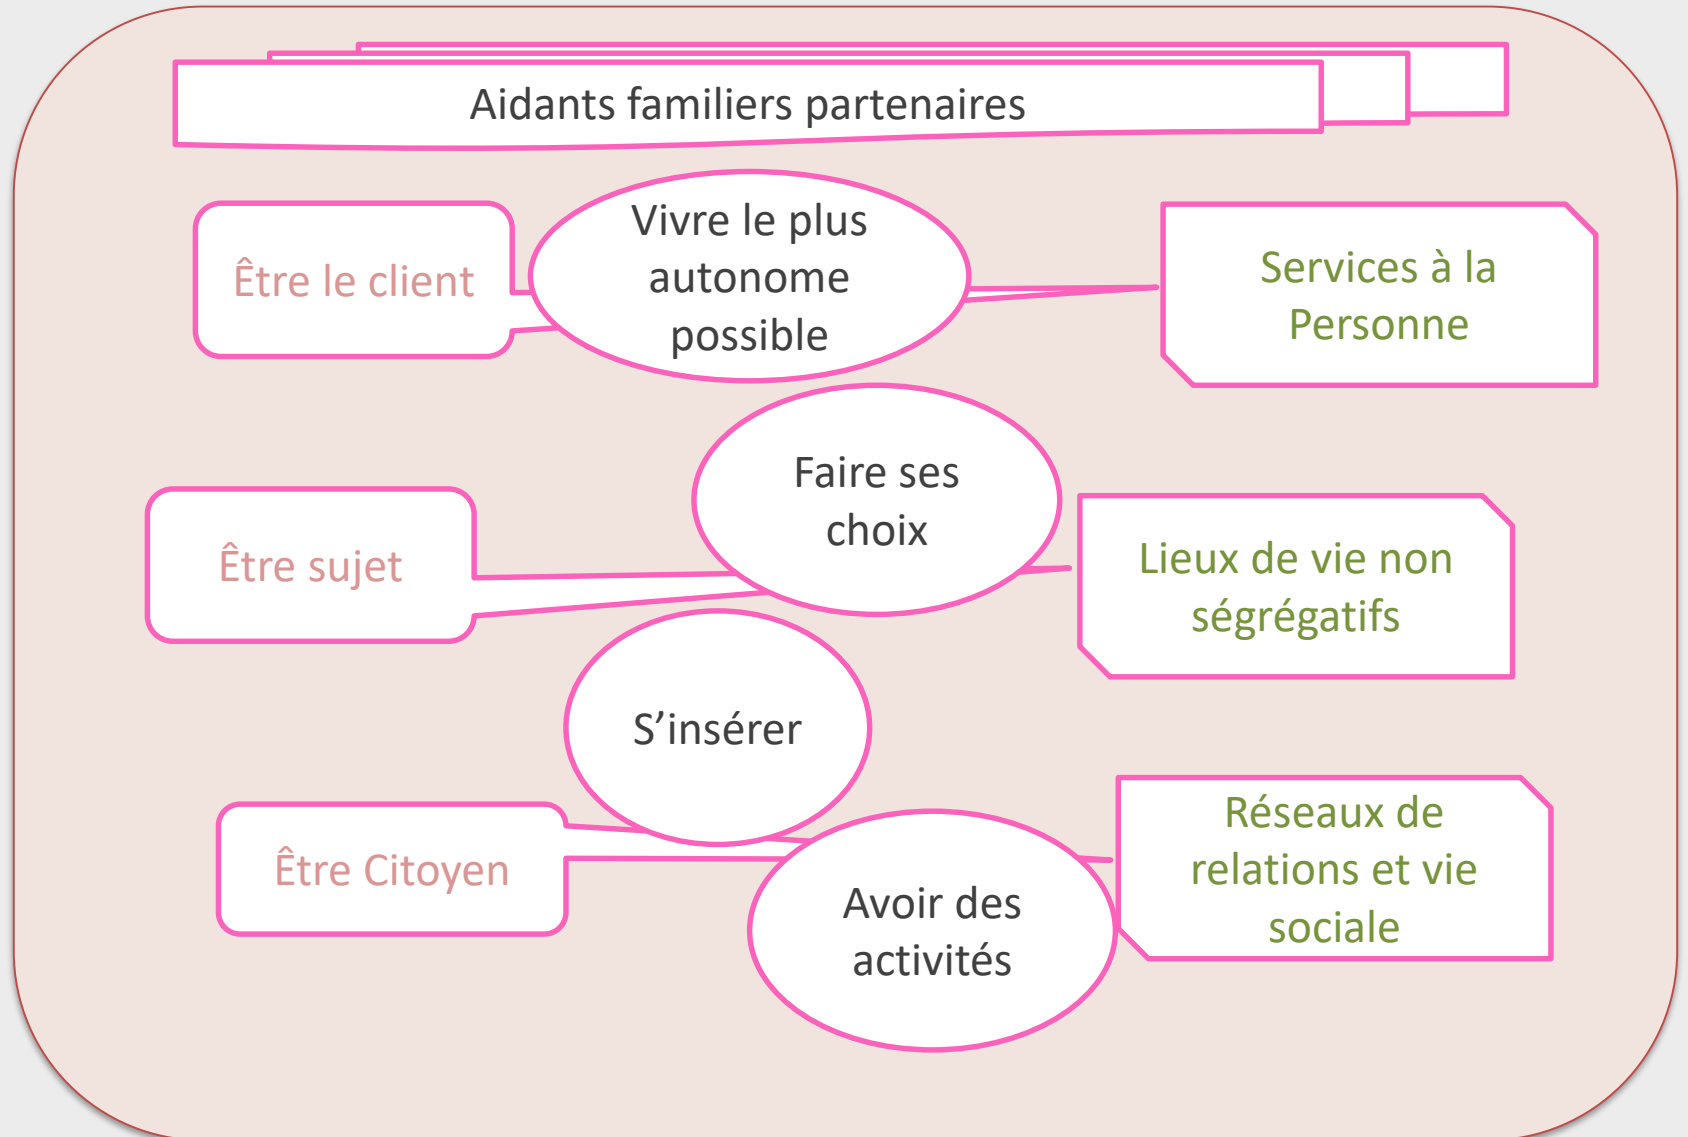 Aidants familiers partenaires
Être le client
Vivre le plus
autonome
possible
Services à la
Personne
Faire ses
choix
Être sujet
Lieux de vie non
ségrégatifs
S’insérer
Être Citoyen
Avoir des
activités
Réseaux de
relations et vie
sociale